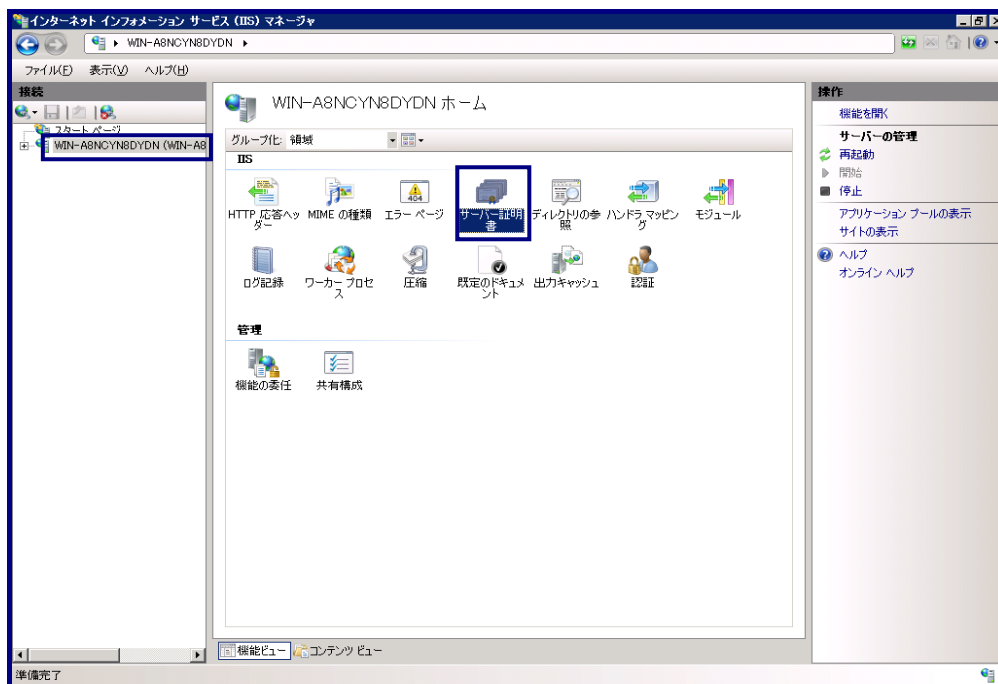 インターネット インフォメーション サービス (IIS) マネージャ
WIN-A8NCYN8DYDN
ファイル(F) 表示(V) ヘルプ(H)
接続
スタート ページ
WIN-A8NCYN8DYDN (WIN-A8
WIN-A8NCYN8DYDN ホーム
グループ化: 領域
IIS
HTTP 応答ヘッダー
MIME の種類
エラー ページ
404
サーバー証明書
ディレクトリの参照
ハンドラ マッピング
モジュール
ログ記録
ワーカー プロセス
圧縮
既定のドキュメント
出力キャッシュ
認証
管理
機能の委任
共有構成
機能ビュー
コンテンツ ビュー
操作
機能を開く
サーバーの管理
再起動
開始
停止
アプリケーション プールの表示
サイトの表示
ヘルプ
オンライン ヘルプ
準備完了